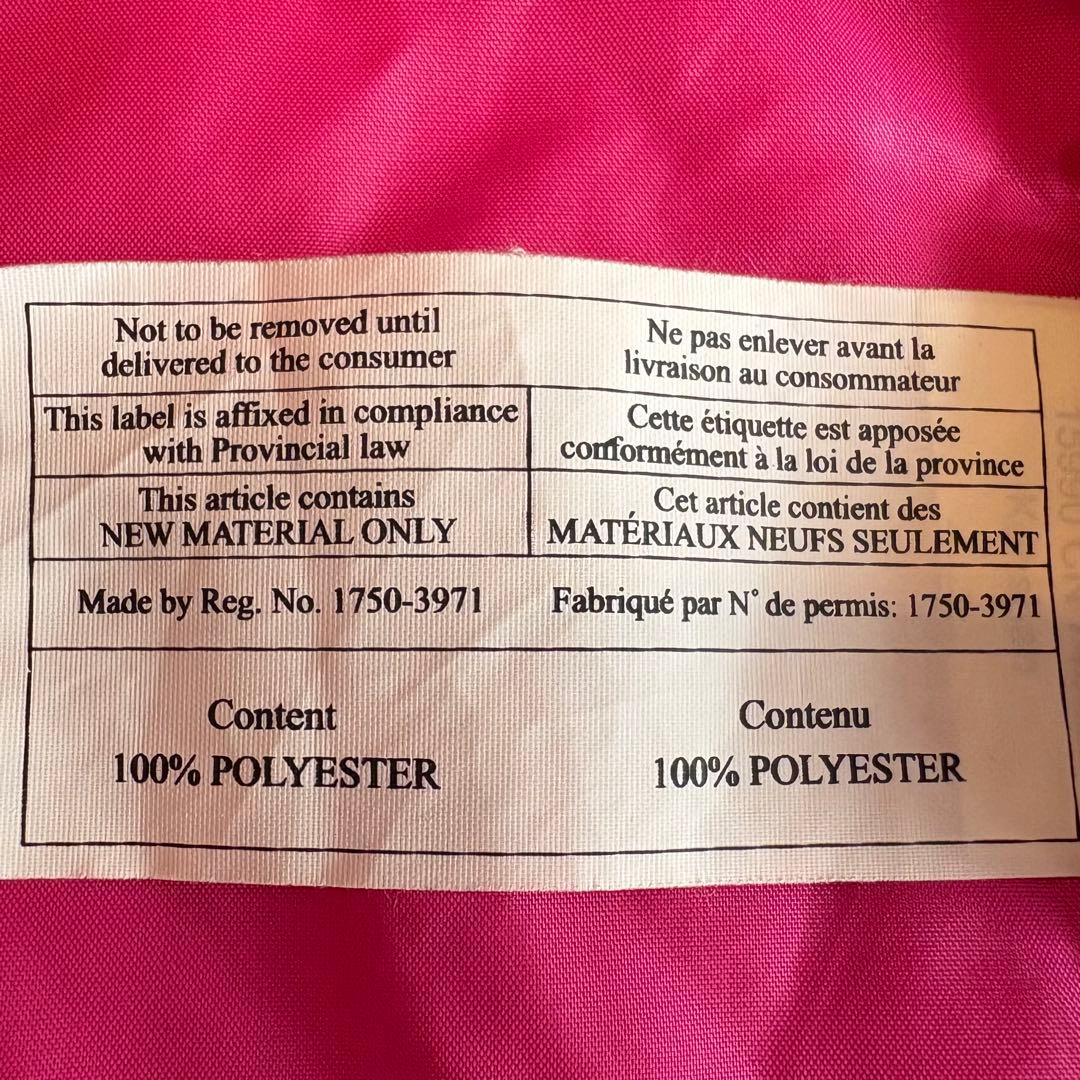 Not to be removed until
delivered to the consumer
Ne pas enlever avant la
livraison au consommateur
This label is affixed in compliance
with Provincial law
Cette étiquette est apposée
conformément à la loi de la province
This article contains
NEW MATERIAL ONLY
Cet article contient des
MATÉRIAUX NEUFS SEULEMENT
Made by Reg. No. 1750-3971
Fabriqué par N° de permis: 1750-3971
Content
100% POLYESTER
Contenu
100% POLYESTER